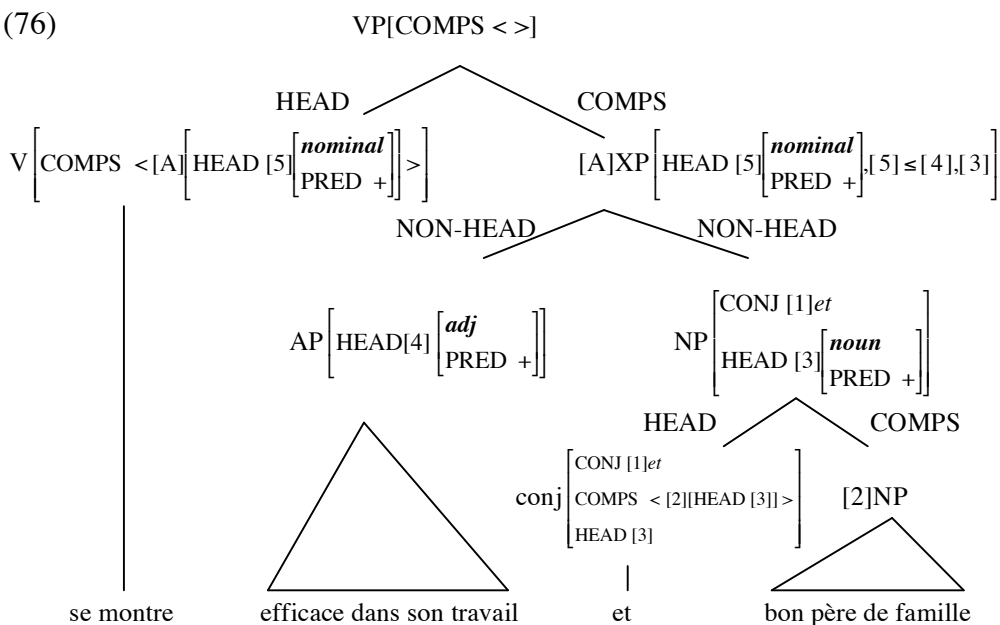 (76)
VP[COMPS < >]
HEAD COMPS
V [COMPS <[A][HEAD [5][nominal PRED +]]>] [A]XP [HEAD [5][nominal PRED +],[5]≤[4],[3]]
NON-HEAD NON-HEAD
AP [HEAD[4] [adj PRED +]] NP [CONJ [1]et HEAD [3][noun PRED +]]
HEAD COMPS
conj [CONJ [1]et COMPS <[2][HEAD [3]]> HEAD [3]] [2]NP
se montre efficace dans son travail et bon père de famille